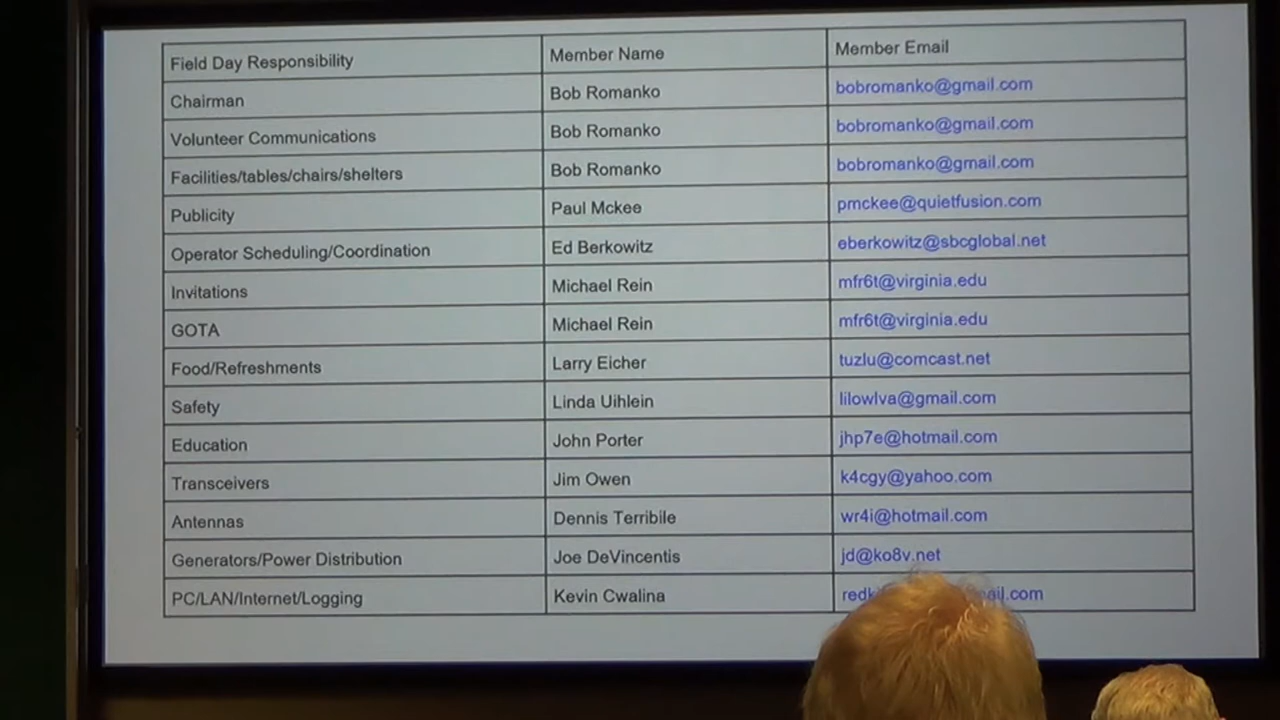 Field Day Responsibility Member Name Member Email
Chairman Bob Romanko bobromanko@gmail.com
Volunteer Communications Bob Romanko bobromanko@gmail.com
Facilities/tables/chairs/shelters Bob Romanko bobromanko@gmail.com
Publicity Paul Mckee pmckee@quietfusion.com
Operator Scheduling/Coordination Ed Berkowitz eberkowitz@sbcglobal.net
Invitations Michael Rein mfr6t@virginia.edu
GOTA Michael Rein mfr6t@virginia.edu
Food/Refreshments Larry Eicher tuzlu@comcast.net
Safety Linda Uihlein lilowlva@gmail.com
Education John Porter jhp7e@hotmail.com
Transceivers Jim Owen k4cgy@yahoo.com
Antennas Dennis Terribile wr4i@hotmail.com
Generators/Power Distribution Joe DeVincentis jd@ko8v.net
PC/LAN/Internet/Logging Kevin Cwalina